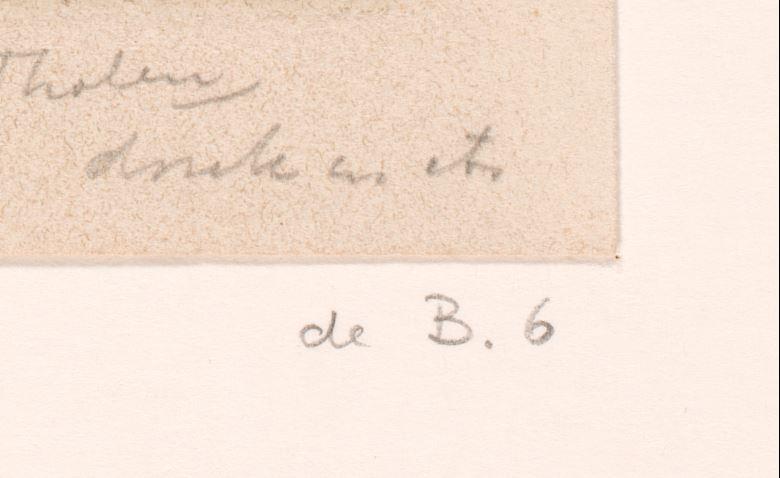 Tholen
druk en ets
de B. 6